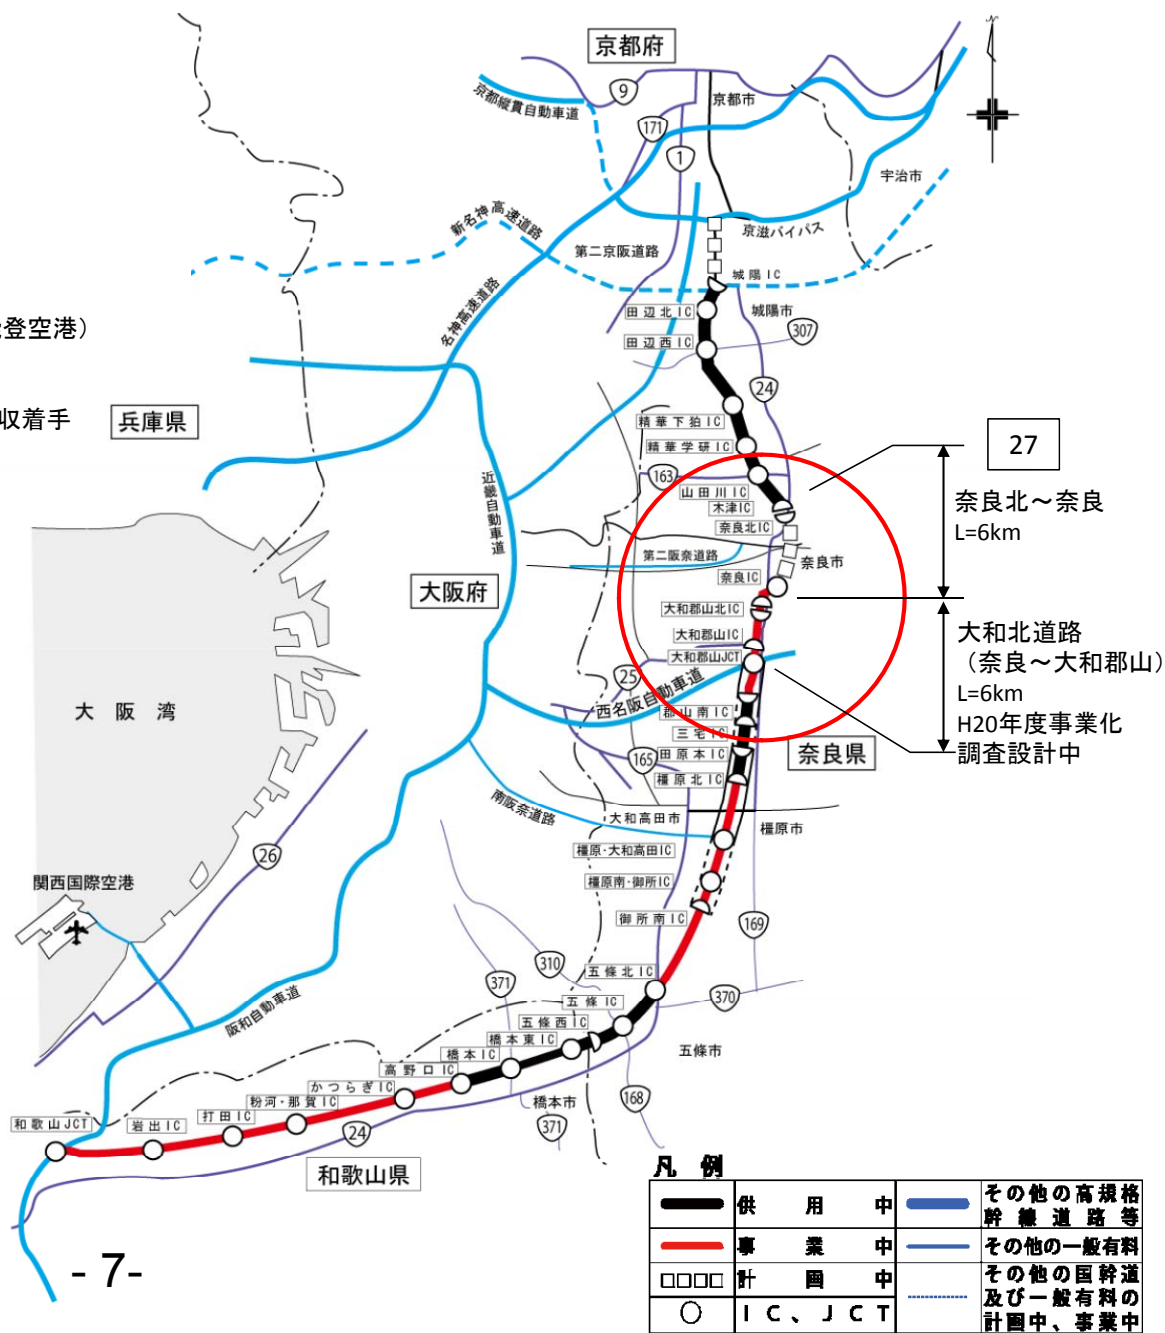 京都府
京都縦貫自動車道
9
京都市
171
1
宇治市
新名神高速道路
第二京阪道路
京滋バイパス
城陽IC
名神高速道路
田辺北IC
城陽市
登空港）
田辺西IC
307
24
収着手
兵庫県
精華下狛IC
27
精華学研IC
163
近畿自動車道
山田川IC
奈良北～奈良
木津IC
L=6km
奈良北IC
第二阪奈道路
奈良市
奈良IC
大阪府
大和郡山北IC
大和郡山IC
大和北道路
大和郡山JCT
（奈良～大和郡山）
25
西名阪自動車道
L=6km
大阪湾
郡山南IC
H20年度事業化
三宅IC
調査設計中
165
田原本IC
奈良県
橿原北IC
南阪奈道路
大和高田市
橿原市
26
橿原・大和高田IC
関西国際空港
橿原南・御所IC
御所南IC
169
310
五條北IC
371
370
阪和自動車道
五條IC
五條西IC
五條市
橋本東IC
橋本IC
高野口IC
かつらぎIC
粉河・那賀IC
橋本市
168
打田IC
和歌山JCT
岩出IC
24
371
和歌山県
凡例
供用中
その他の高規格
幹線道路等
事業中
その他の一般有料
計画中
その他の国幹道
及び一般有料の
計画中、事業中
IC、JCT
- 7-